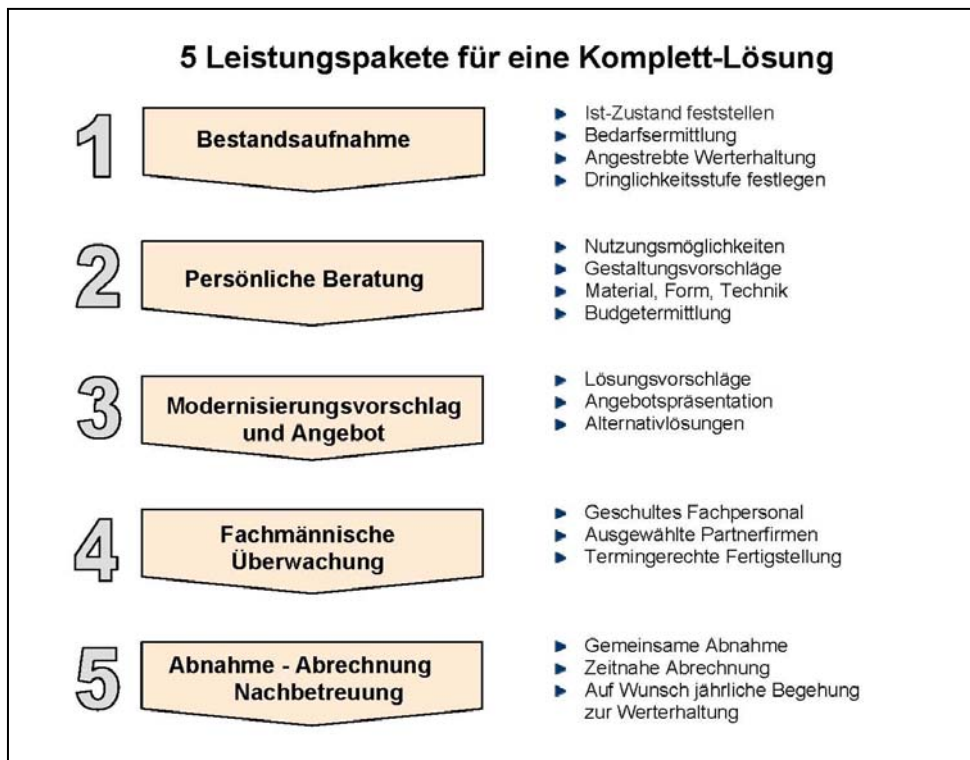 5 Leistungspakete für eine Komplett-Lösung
1
Bestandsaufnahme
Ist-Zustand feststellen
Bedarfsermittlung
Angestrebte Werterhaltung
Dringlichkeitsstufe festlegen
2
Persönliche Beratung
Nutzungsmöglichkeiten
Gestaltungsvorschläge
Material, Form, Technik
Budgetermittlung
3
Modernisierungsvorschlag
und Angebot
Lösungsvorschläge
Angebotspräsentation
Alternativlösungen
4
Fachmännische
Überwachung
Geschultes Fachpersonal
Ausgewählte Partnerfirmen
Termingerechte Fertigstellung
5
Abnahme - Abrechnung
Nachbetreuung
Gemeinsame Abnahme
Zeitnahe Abrechnung
Auf Wunsch jährliche Begehung
zur Werterhaltung